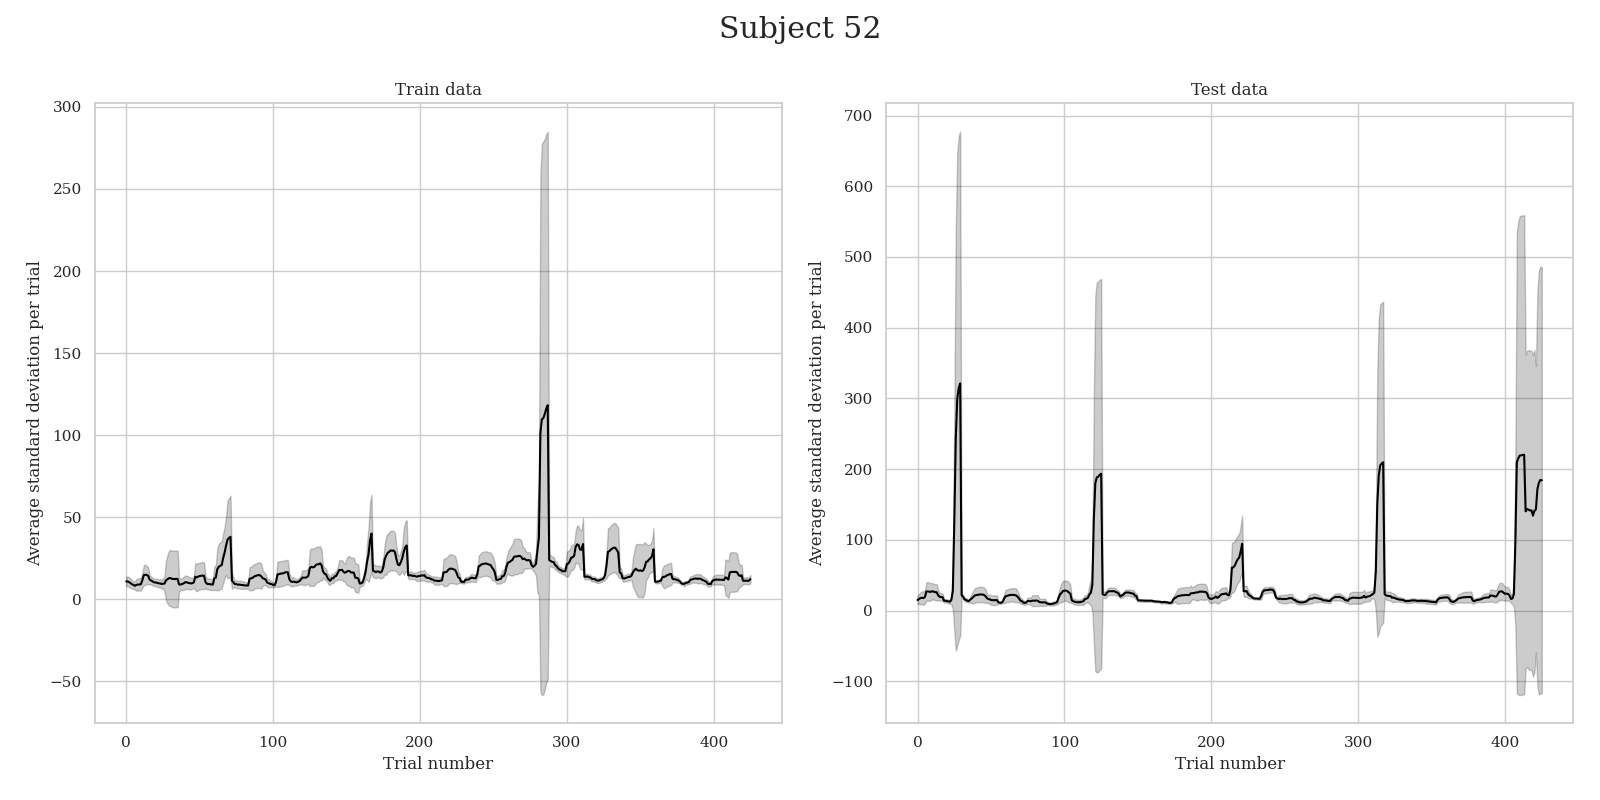 Subject 52
Train data
300
250
200
150
100
50
0
−50
Average standard deviation per trial
0 100 200 300 400
Trial number
Test data
700
600
500
400
300
200
100
0
−100
Average standard deviation per trial
0 100 200 300 400
Trial number